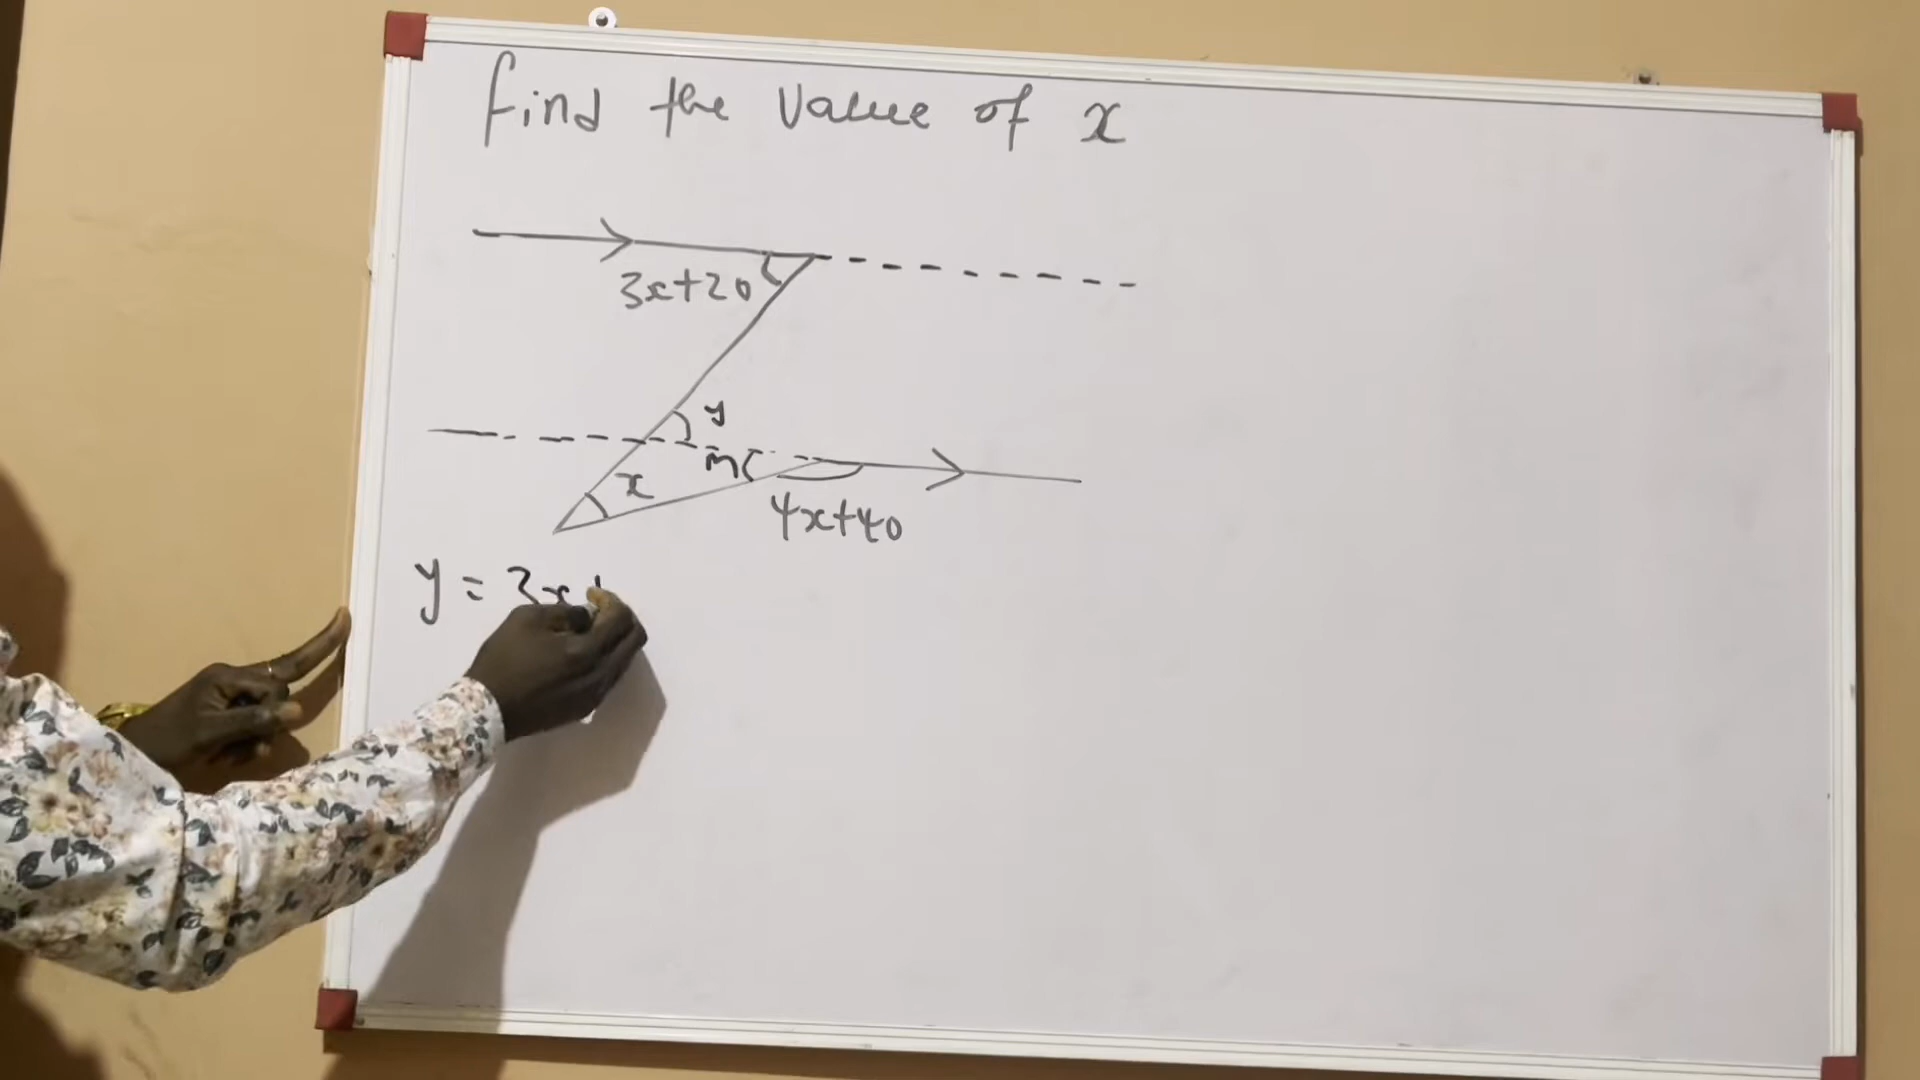 find the value of x
3x+20
y
m
x
4x+40
y = 3x+